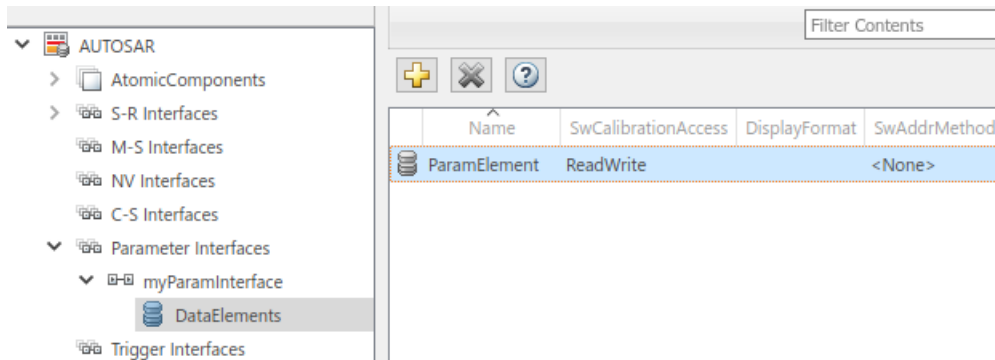 Filter Contents
AUTOSAR
AtomicComponents
S-R Interfaces
M-S Interfaces
NV Interfaces
C-S Interfaces
Parameter Interfaces
myParamInterface
DataElements
Trigger Interfaces
Name SwCalibrationAccess DisplayFormat SwAddrMethod
ParamElement ReadWrite <None>